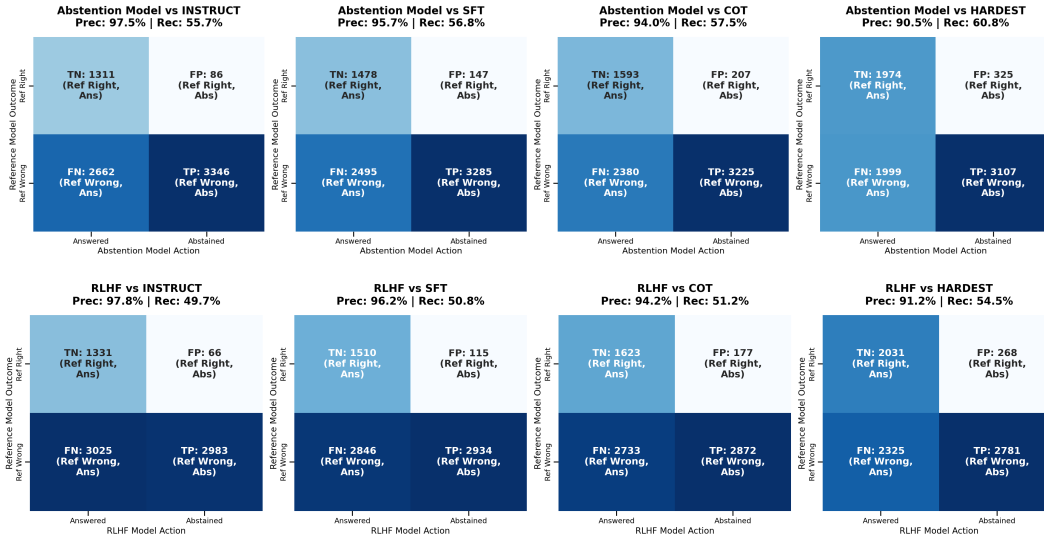 Abstention Model vs INSTRUCT
Prec: 97.5% | Rec: 55.7%
Reference Model Outcome
Ref Right
Ref Wrong
TN: 1311
(Ref Right,
Ans)
FP: 86
(Ref Right,
Abs)
FN: 2662
(Ref Wrong,
Ans)
TP: 3346
(Ref Wrong,
Abs)
Answered
Abstained
Abstention Model Action
Abstention Model vs SFT
Prec: 95.7% | Rec: 56.8%
Reference Model Outcome
Ref Right
Ref Wrong
TN: 1478
(Ref Right,
Ans)
FP: 147
(Ref Right,
Abs)
FN: 2495
(Ref Wrong,
Ans)
TP: 3285
(Ref Wrong,
Abs)
Answered
Abstained
Abstention Model Action
Abstention Model vs COT
Prec: 94.0% | Rec: 57.5%
Reference Model Outcome
Ref Right
Ref Wrong
TN: 1593
(Ref Right,
Ans)
FP: 207
(Ref Right,
Abs)
FN: 2380
(Ref Wrong,
Ans)
TP: 3225
(Ref Wrong,
Abs)
Answered
Abstained
Abstention Model Action
Abstention Model vs HARDEST
Prec: 90.5% | Rec: 60.8%
Reference Model Outcome
Ref Right
Ref Wrong
TN: 1974
(Ref Right,
Ans)
FP: 325
(Ref Right,
Abs)
FN: 1999
(Ref Wrong,
Ans)
TP: 3107
(Ref Wrong,
Abs)
Answered
Abstained
Abstention Model Action
RLHF vs INSTRUCT
Prec: 97.8% | Rec: 49.7%
Reference Model Outcome
Ref Right
Ref Wrong
TN: 1331
(Ref Right,
Ans)
FP: 66
(Ref Right,
Abs)
FN: 3025
(Ref Wrong,
Ans)
TP: 2983
(Ref Wrong,
Abs)
Answered
Abstained
RLHF Model Action
RLHF vs SFT
Prec: 96.2% | Rec: 50.8%
Reference Model Outcome
Ref Right
Ref Wrong
TN: 1510
(Ref Right,
Ans)
FP: 115
(Ref Right,
Abs)
FN: 2846
(Ref Wrong,
Ans)
TP: 2934
(Ref Wrong,
Abs)
Answered
Abstained
RLHF Model Action
RLHF vs COT
Prec: 94.2% | Rec: 51.2%
Reference Model Outcome
Ref Right
Ref Wrong
TN: 1623
(Ref Right,
Ans)
FP: 177
(Ref Right,
Abs)
FN: 2733
(Ref Wrong,
Ans)
TP: 2872
(Ref Wrong,
Abs)
Answered
Abstained
RLHF Model Action
RLHF vs HARDEST
Prec: 91.2% | Rec: 54.5%
Reference Model Outcome
Ref Right
Ref Wrong
TN: 2031
(Ref Right,
Ans)
FP: 268
(Ref Right,
Abs)
FN: 2325
(Ref Wrong,
Ans)
TP: 2781
(Ref Wrong,
Abs)
Answered
Abstained
RLHF Model Action